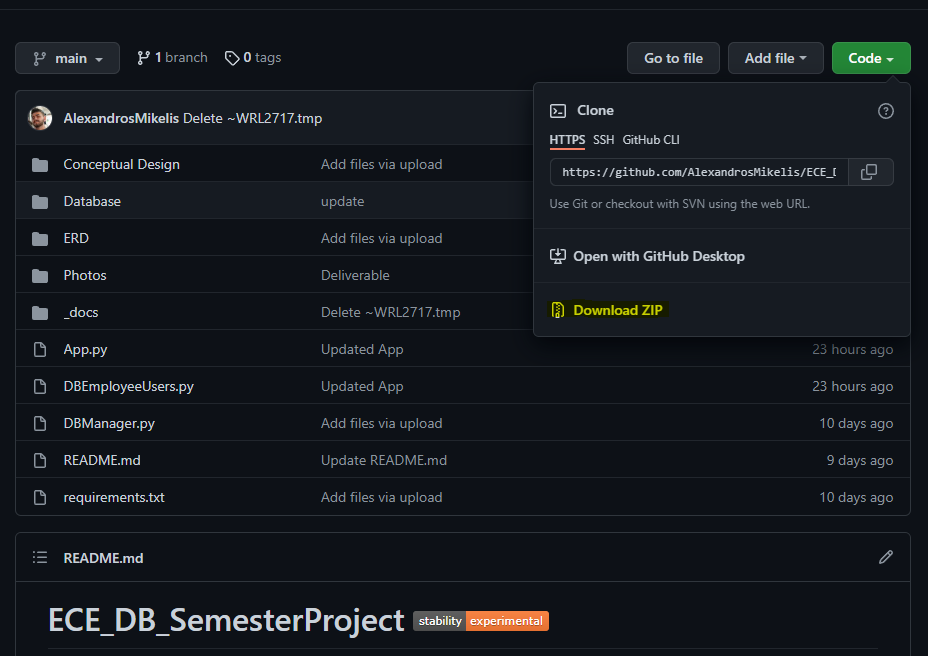 main 1 branch 0 tags Go to file Add file Code
AlexandrosMikelis Delete ~WRL2717.tmp
Clone
HTTPS SSH GitHub CLI
https://github.com/AlexandrosMikelis/ECE_D
Use Git or checkout with SVN using the web URL.
Open with GitHub Desktop
Download ZIP
Conceptual Design Add files via upload
Database update
ERD Add files via upload
Photos Deliverable
_docs Delete ~WRL2717.tmp
App.py Updated App 23 hours ago
DBEmployeeUsers.py Updated App 23 hours ago
DBManager.py Add files via upload 10 days ago
README.md Update README.md 9 days ago
requirements.txt Add files via upload 10 days ago
README.md
ECE_DB_SemesterProject stability experimental